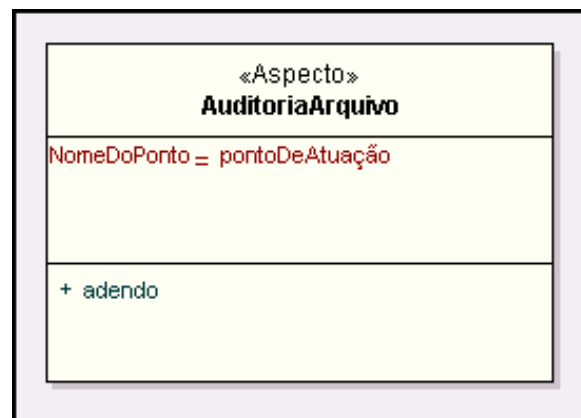 «Aspecto»
AuditoriaArquivo
NomeDoPonto = pontoDeAtuação
+ adendo